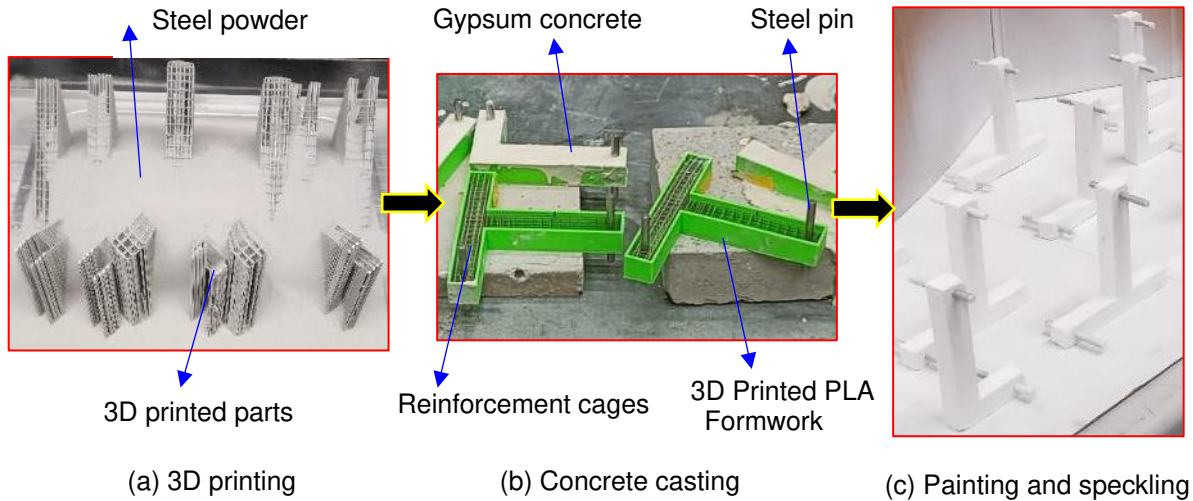 Steel powder
Gypsum concrete
Steel pin
3D printed parts
Reinforcement cages
3D Printed PLA
Formwork
(a) 3D printing
(b) Concrete casting
(c) Painting and speckling